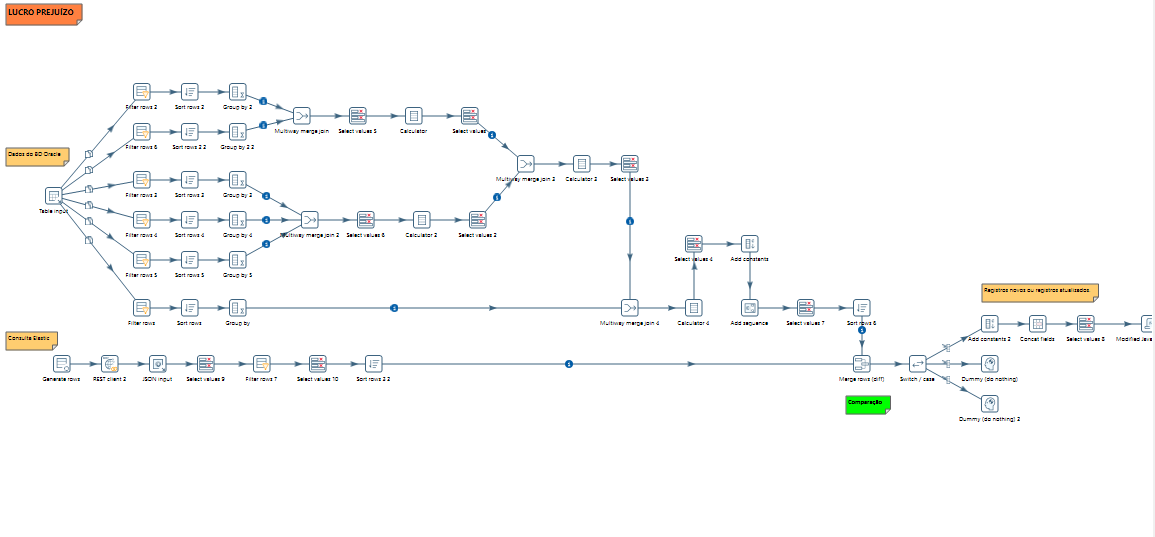 LUCRO PREJUÍZO
Filter rows 2
Sort rows 2
Group by 2
Multiway merge join
Select values 5
Calculator
Select values
Filter rows 6
Sort rows 2 2
Group by 2 2
Dados do BD Oracle
Table input
Multiway merge join 3
Calculator 3
Select values 3
Filter rows 3
Sort rows 3
Group by 3
Filter rows 4
Sort rows 4
Group by 4
Multiway merge join 2
Select values 6
Calculator 2
Select values 2
Filter rows 5
Sort rows 5
Group by 5
Select values 4
Add constants
Registros novos ou registros atualizados
Filter rows
Sort rows
Group by
Multiway merge join 4
Calculator 4
Add sequence
Select values 7
Sort rows 6
Consulta Elastic
Add constants 2
Concat fields
Select values 8
Modified Java
Generate rows
REST client 2
JSON input
Select values 9
Filter rows 7
Select values 10
Sort rows 2 2
Merge rows (diff)
Switch / case
Dummy (do nothing)
Comparação
Dummy (do nothing) 2